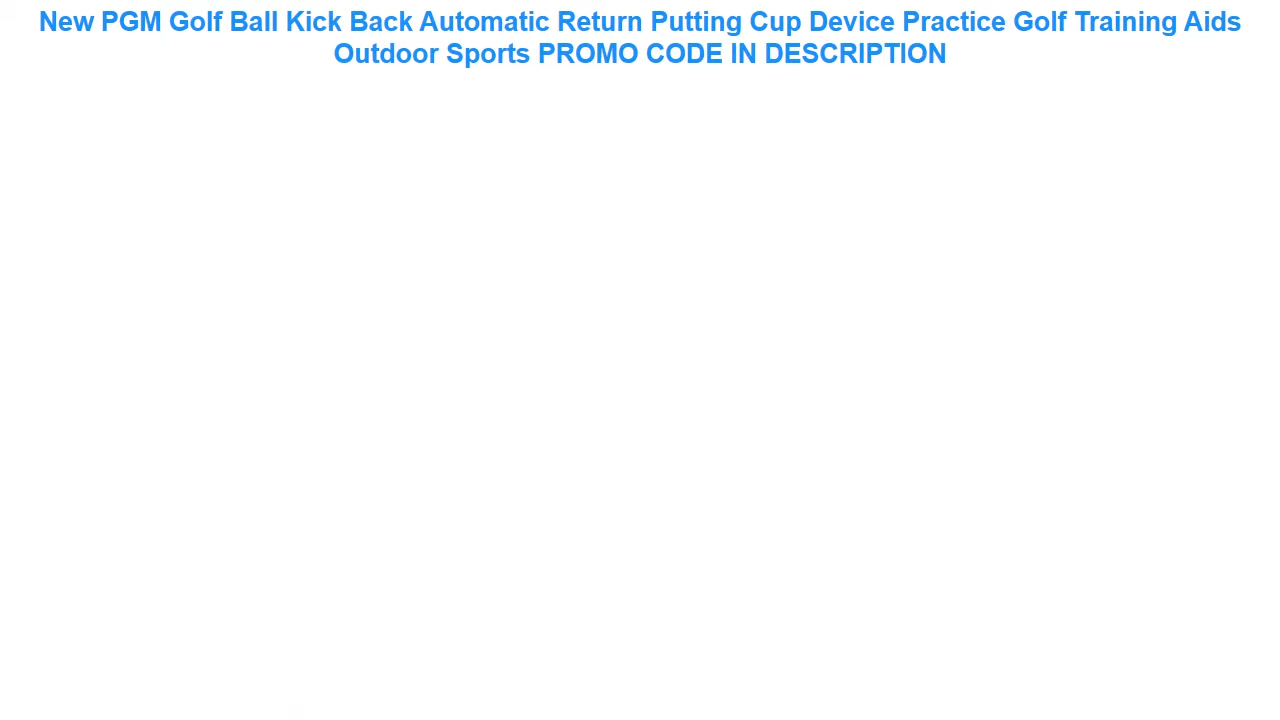 New PGM Golf Ball Kick Back Automatic Return Putting Cup Device Practice Golf Training Aids
Outdoor Sports PROMO CODE IN DESCRIPTION